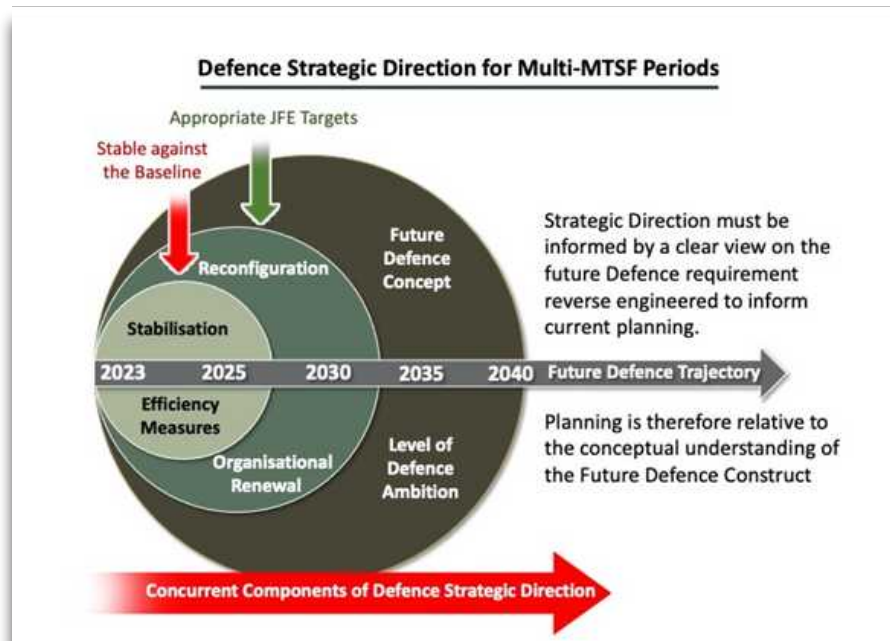 Defence Strategic Direction for Multi-MTSF Periods
Appropriate JFE Targets
Stable against
the Baseline
Future
Defence
Concept
Reconfiguration
Stabilisation
Strategic Direction must be
informed by a clear view on the
future Defence requirement
reverse engineered to inform
current planning.
2023 2025 2030 2035 2040 Future Defence Trajectory
Efficiency
Measures
Organisational
Renewal
Level of
Defence
Ambition
Planning is therefore relative to
the conceptual understanding of
the Future Defence Construct
Concurrent Components of Defence Strategic Direction